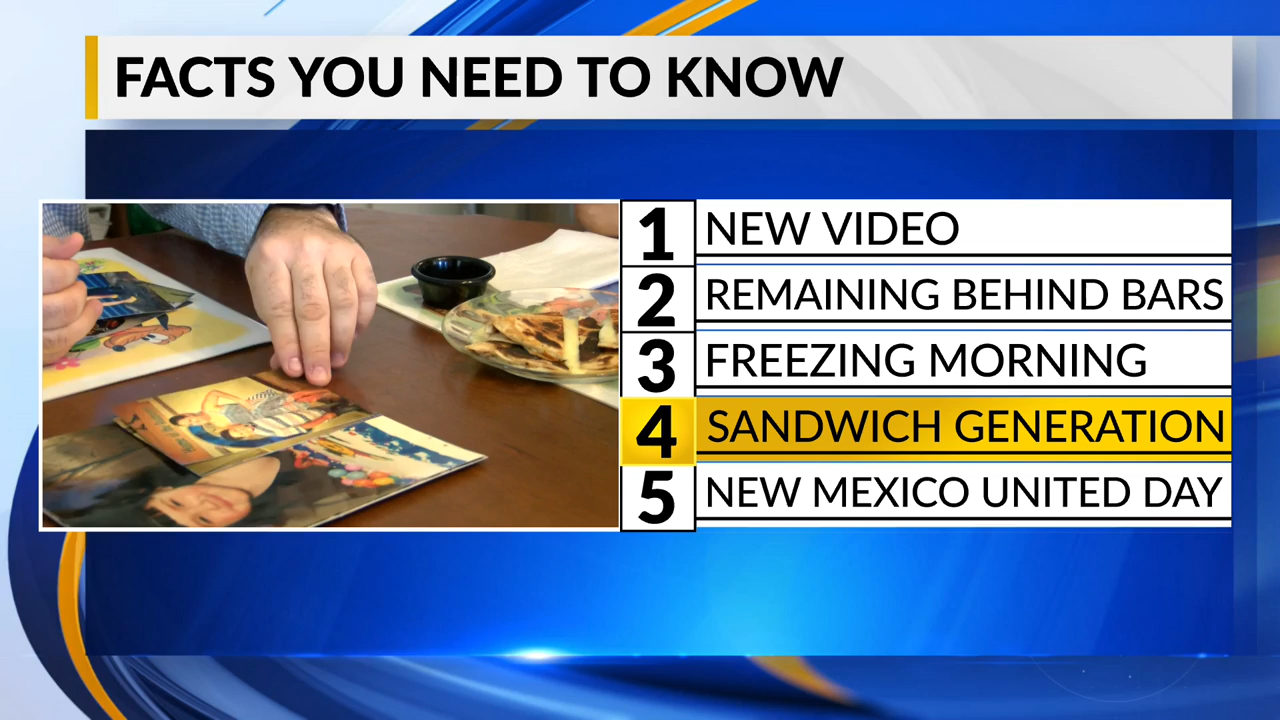 FACTS YOU NEED TO KNOW
1 NEW VIDEO
2 REMAINING BEHIND BARS
3 FREEZING MORNING
4 SANDWICH GENERATION
5 NEW MEXICO UNITED DAY